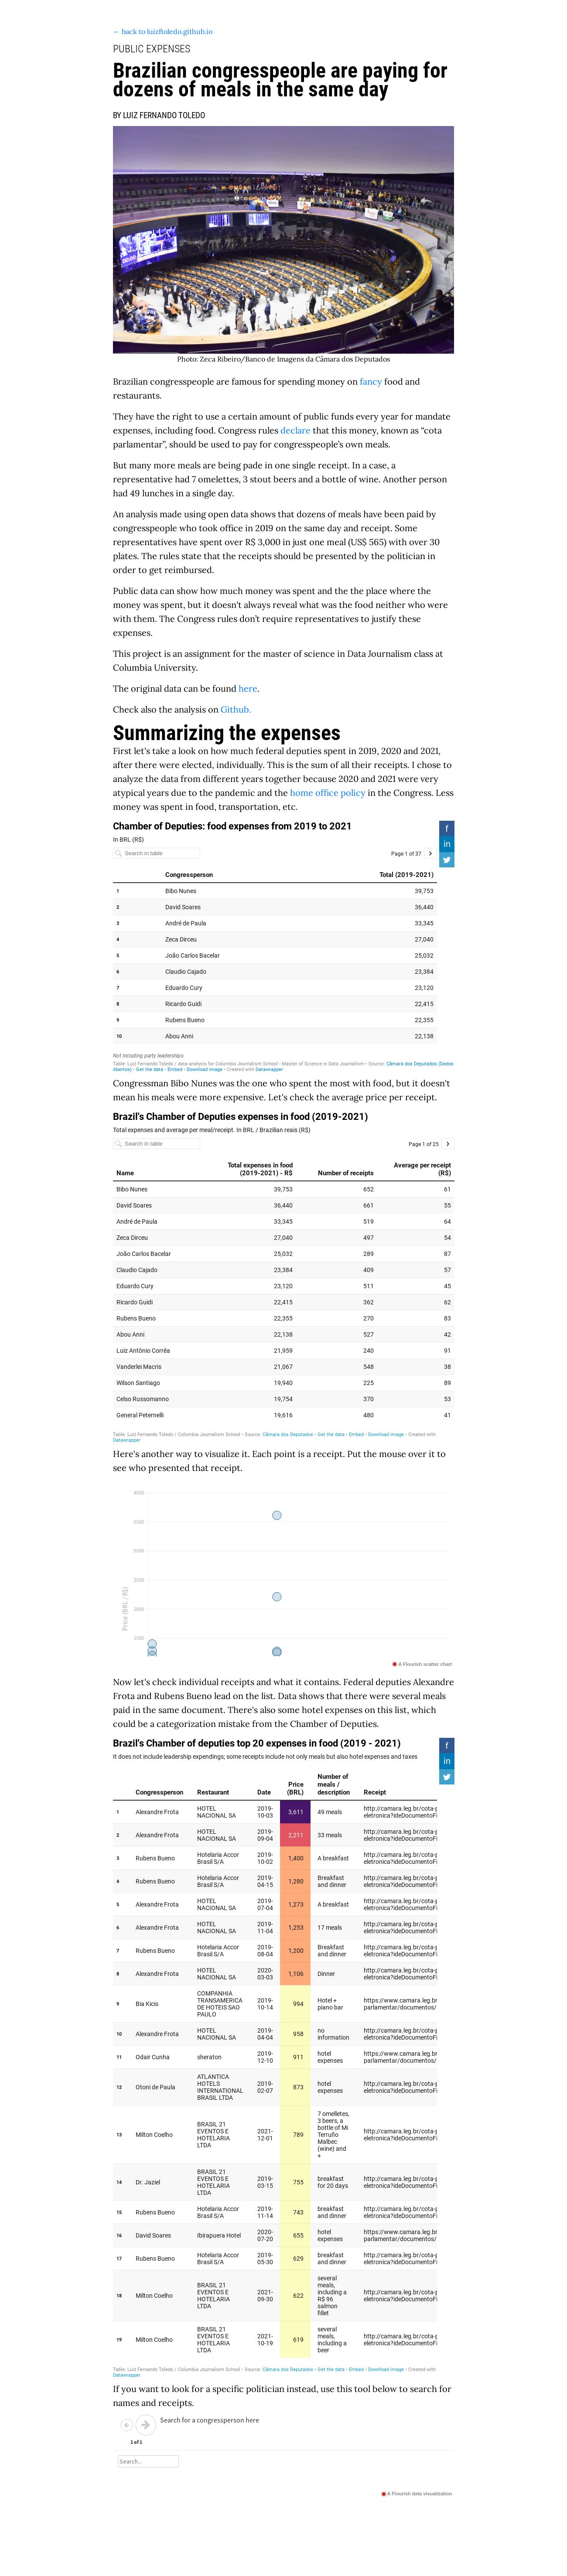 ← back to luizftoledo.github.io
PUBLIC EXPENSES
Brazilian congresspeople are paying for
dozens of meals in the same day
BY LUIZ FERNANDO TOLEDO
Photo: Zeca Ribeiro/Banco de Imagens da Câmara dos Deputados
Brazilian congresspeople are famous for spending money on fancy food and
restaurants.
They have the right to use a certain amount of public funds every year for mandate
expenses, including food. Congress rules declare that this money, known as "cota
parlamentar", should be used to pay for congresspeople's own meals.
But many more meals are being pade in one single receipt. In a case, a
representative had 7 omelettes, 3 stout beers and a bottle of wine. Another person
had 49 lunches in a single day.
An analysis made using open data shows that dozens of meals have been paid by
congresspeople who took office in 2019 on the same day and receipt. Some
representatives have spent over R$ 3,000 in just one meal (US$ 565) with over 30
plates. The rules state that the receipts should be presented by the politician in
order to get reimbursed.
Public data can show how much money was spent and the the place where the
money was spent, but it doesn't always reveal what was the food neither who were
with them. The Congress rules don't require representatives to justify these
expenses.
This project is an assignment for the master of science in Data Journalism class at
Columbia University.
The original data can be found here.
Check also the analysis on Github.
Summarizing the expenses
First let's take a look on how much federal deputies spent in 2019, 2020 and 2021,
after there were elected, individually. This is the sum of all their receipts. I chose to
analyze the data from different years together because 2020 and 2021 were very
atypical years due to the pandemic and the home office policy in the Congress. Less
money was spent in food, transportation, etc.
Chamber of Deputies: food expenses from 2019 to 2021
In BRL (R$)
Search in table Page 1 of 37 >
Congressperson Total (2019-2021)
1 Bibo Nunes 39,753
2 David Soares 36,440
3 André de Paula 33,345
4 Zeca Dirceu 27,040
5 João Carlos Bacelar 25,032
6 Claudio Cajado 23,384
7 Eduardo Cury 23,120
8 Ricardo Guidi 22,415
9 Rubens Bueno 22,355
10 Abou Anni 22,138
Not including party leaderships
Table: Luiz Fernando Toledo / data analysis for Columbia Journalism School - Master of Science in Data Journalism • Source: Câmara dos Deputados (Dados
Abertos) • Get the data • Embed • Download image • Created with Datawrapper
Congressman Bibo Nunes was the one who spent the most with food, but it doesn't
mean his meals were more expensive. Let's check the average price per receipt.
Brazil's Chamber of Deputies expenses in food (2019-2021)
Total expenses and average per meal/receipt. In BRL / Brazilian reais (R$)
Search in table Page 1 of 25 >
Name Total expenses in food (2019-2021) - R$ Number of receipts Average per receipt (R$)
Bibo Nunes 39,753 652 61
David Soares 36,440 661 55
André de Paula 33,345 519 64
Zeca Dirceu 27,040 497 54
João Carlos Bacelar 25,032 289 87
Claudio Cajado 23,384 409 57
Eduardo Cury 23,120 511 45
Ricardo Guidi 22,415 362 62
Rubens Bueno 22,355 270 83
Abou Anni 22,138 527 42
Luiz Antônio Corrêa 21,959 240 91
Vanderlei Macris 21,067 548 38
Wilson Santiago 19,940 225 89
Celso Russomanno 19,754 370 53
General Peternelli 19,616 480 41
Table: Luiz Fernando Toledo / Columbia Journalism School • Source: Câmara dos Deputados • Get the data • Embed • Download image • Created with
Datawrapper
Here's another way to visualize it. Each point is a receipt. Put the mouse over it to
see who presented that receipt.
4000
3500
3000
2500
2000
1500
Price (BRL / R$)
A Flourish scatter chart
Now let's check individual receipts and what it contains. Federal deputies Alexandre
Frota and Rubens Bueno lead on the list. Data shows that there were several meals
paid in the same document. There's also some hotel expenses on this list, which
could be a categorization mistake from the Chamber of Deputies.
Brazil's Chamber of deputies top 20 expenses in food (2019 - 2021)
It does not include leadership expendings; some receipts include not only meals but also hotel expenses and taxes
Congressperson Restaurant Date Price (BRL) Number of meals / description Receipt
1 Alexandre Frota HOTEL NACIONAL SA 2019-10-03 3,611 49 meals http://camara.leg.br/cota-p eletronica?ideDocumentoFi
2 Alexandre Frota HOTEL NACIONAL SA 2019-09-04 2,211 33 meals http://camara.leg.br/cota-p eletronica?ideDocumentoFi
3 Rubens Bueno Hotelaria Accor Brasil S/A 2019-10-02 1,400 A breakfast http://camara.leg.br/cota-p eletronica?ideDocumentoFi
4 Rubens Bueno Hotelaria Accor Brasil S/A 2019-04-15 1,280 Breakfast and dinner http://camara.leg.br/cota-p eletronica?ideDocumentoFi
5 Alexandre Frota HOTEL NACIONAL SA 2019-07-04 1,273 A breakfast http://camara.leg.br/cota-p eletronica?ideDocumentoFi
6 Alexandre Frota HOTEL NACIONAL SA 2019-11-04 1,253 17 meals http://camara.leg.br/cota-p eletronica?ideDocumentoFi
7 Rubens Bueno Hotelaria Accor Brasil S/A 2019-08-04 1,200 Breakfast and dinner http://camara.leg.br/cota-p eletronica?ideDocumentoFi
8 Alexandre Frota HOTEL NACIONAL SA 2020-03-03 1,106 Dinner http://camara.leg.br/cota-p eletronica?ideDocumentoFi
9 Bia Kicis COMPANHIA TRANSAMERICA DE HOTEIS SAO PAULO 2019-10-14 994 Hotel + piano bar https://www.camara.leg.br parlamentar/documentos/
10 Alexandre Frota HOTEL NACIONAL SA 2019-04-04 958 no information http://camara.leg.br/cota-p eletronica?ideDocumentoFi
11 Odair Cunha sheraton 2019-12-10 911 hotel expenses https://www.camara.leg.br parlamentar/documentos/
12 Otoni de Paula ATLANTICA HOTELS INTERNATIONAL BRASIL LTDA 2019-02-07 873 hotel expenses http://camara.leg.br/cota-p eletronica?ideDocumentoFi
13 Milton Coelho BRASIL 21 EVENTOS E HOTELARIA LTDA 2021-12-01 789 7 omelletes, 3 beers, a bottle of Mi Terruño Malbec (wine) and + http://camara.leg.br/cota-p eletronica?ideDocumentoFi
14 Dr. Jaziel BRASIL 21 EVENTOS E HOTELARIA LTDA 2019-03-15 755 breakfast for 20 days http://camara.leg.br/cota-p eletronica?ideDocumentoFi
15 Rubens Bueno Hotelaria Accor Brasil S/A 2019-11-14 743 breakfast and dinner http://camara.leg.br/cota-p eletronica?ideDocumentoFi
16 David Soares Ibirapuera Hotel 2020-07-20 655 hotel expenses https://www.camara.leg.br parlamentar/documentos/
17 Rubens Bueno Hotelaria Accor Brasil S/A 2019-05-30 629 breakfast and dinner http://camara.leg.br/cota-p eletronica?ideDocumentoFi
18 Milton Coelho BRASIL 21 EVENTOS E HOTELARIA LTDA 2021-09-30 622 several meals, including a R$ 96 salmon fillet http://camara.leg.br/cota-p eletronica?ideDocumentoFi
19 Milton Coelho BRASIL 21 EVENTOS E HOTELARIA LTDA 2021-10-19 619 several meals, including a beer http://camara.leg.br/cota-p eletronica?ideDocumentoFi
Table: Luiz Fernando Toledo / Columbia Journalism School • Source: Câmara dos Deputados • Get the data • Embed • Download image • Created with
Datawrapper
If you want to look for a specific politician instead, use this tool below to search for
names and receipts.
Search for a congressperson here
1 of 1
Search...
A Flourish data visualization